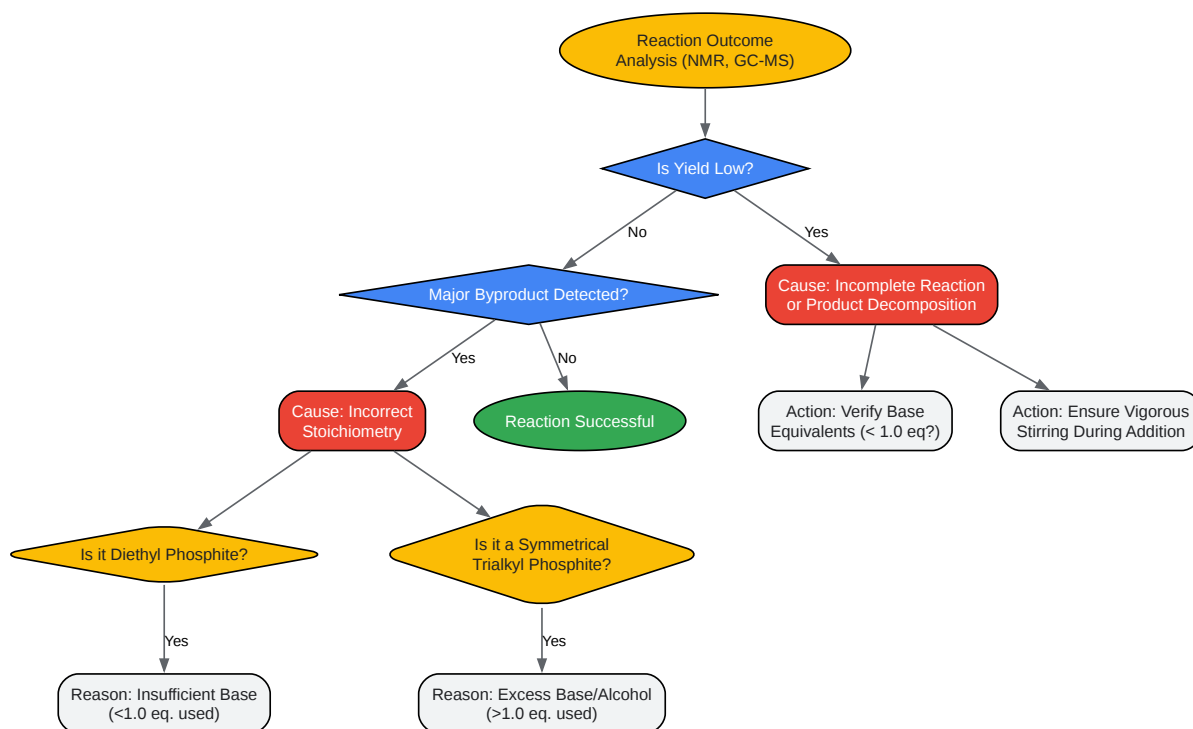 Reaction Outcome
Analysis (NMR, GC-MS)
Is Yield Low?
No
Yes
Major Byproduct Detected?
Cause: Incomplete Reaction
or Product Decomposition
Yes
No
Cause: Incorrect
Stoichiometry
Reaction Successful
Action: Verify Base
Equivalents (< 1.0 eq?)
Action: Ensure Vigorous
Stirring During Addition
Is it Diethyl Phosphite?
Is it a Symmetrical
Trialkyl Phosphite?
Yes
Yes
Reason: Insufficient Base
(<1.0 eq. used)
Reason: Excess Base/Alcohol
(>1.0 eq. used)